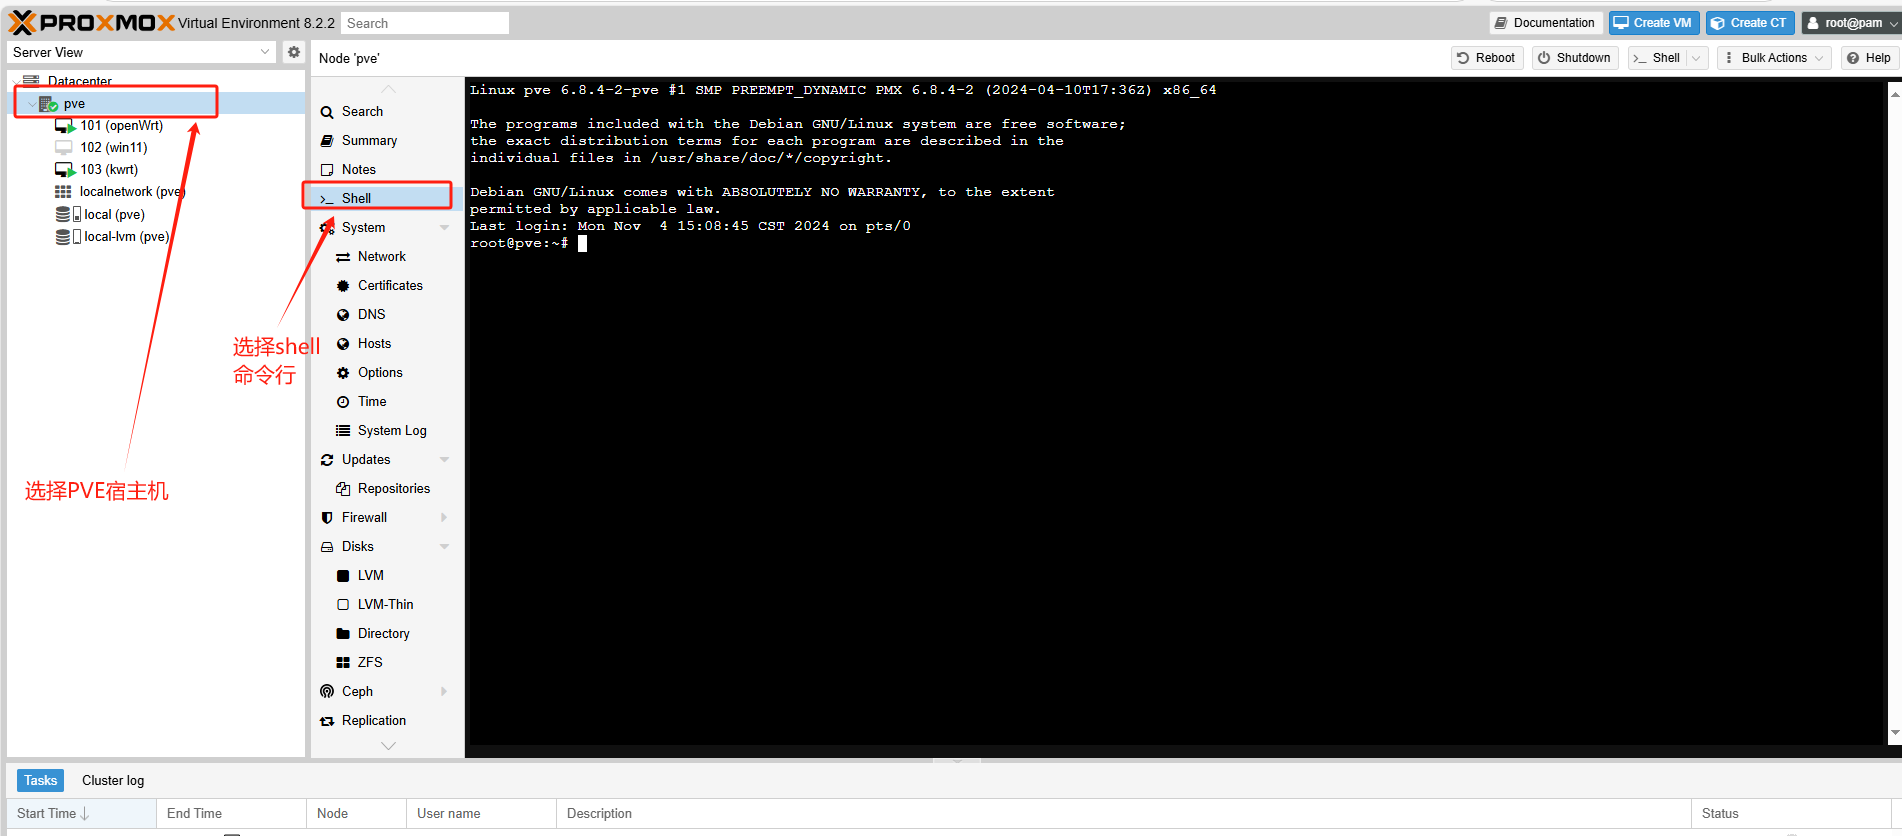 PROXMOX Virtual Environment 8.2.2 Search Documentation Create VM Create CT root@pam
Server View
Node 'pve' Reboot Shutdown Shell Bulk Actions Help
Datacenter
pve
101 (openWrt)
102 (win11)
103 (kwrt)
localnetwork (pve)
local (pve)
local-lvm (pve)
选择PVE宿主机
Search
Summary
Notes
Shell
System
Network
Certificates
DNS
Hosts
Options
Time
System Log
Updates
Repositories
Firewall
Disks
LVM
LVM-Thin
Directory
ZFS
Ceph
Replication
选择shell
命令行
Linux pve 6.8.4-2-pve #1 SMP PREEMPT_DYNAMIC PMX 6.8.4-2 (2024-04-10T17:36Z) x86_64
The programs included with the Debian GNU/Linux system are free software;
the exact distribution terms for each program are described in the
individual files in /usr/share/doc/*/copyright.
Debian GNU/Linux comes with ABSOLUTELY NO WARRANTY, to the extent
permitted by applicable law.
Last login: Mon Nov  4 15:08:45 CST 2024 on pts/0
root@pve:~#
Tasks Cluster log
Start Time End Time Node User name Description Status